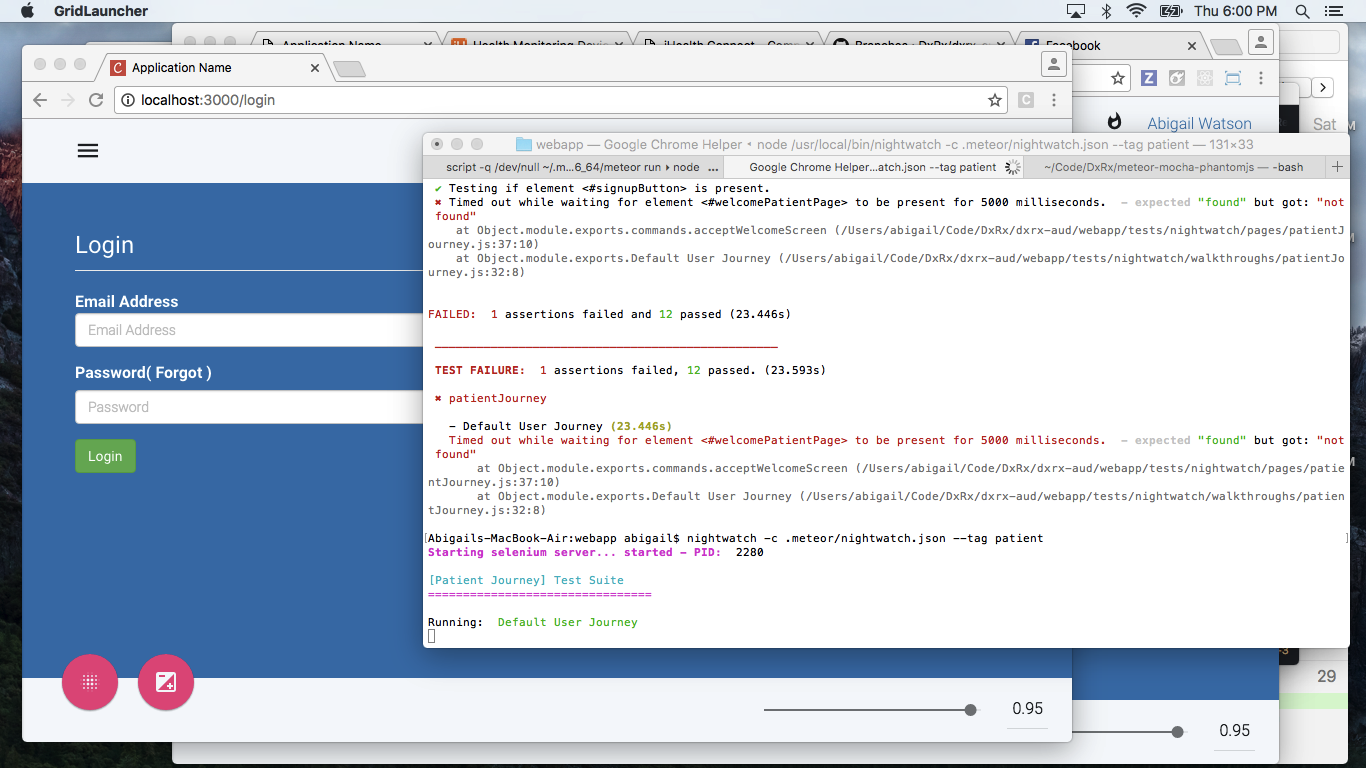 GridLauncher
Thu 6:00 PM
Application Name
Health Monitoring Devic
iHealth Connect – Com
Branches · DxRx/dxrx-
Facebook
Application Name
localhost:3000/login
Abigail Watson
Sat
webapp — Google Chrome Helper ‹ node /usr/local/bin/nightwatch -c .meteor/nightwatch.json --tag patient — 131×33
script -q /dev/null ~/.m...6_64/meteor run ▸ node ...
Google Chrome Helper...atch.json --tag patient
~/Code/DxRx/meteor-mocha-phantomjs — -bash
✔ Testing if element <#signupButton> is present.
✖ Timed out while waiting for element <#welcomePatientPage> to be present for 5000 milliseconds. – expected "found" but got: "not
found"
at Object.module.exports.commands.acceptWelcomeScreen (/Users/abigail/Code/DxRx/dxrx-aud/webapp/tests/nightwatch/pages/patientJ
ourney.js:37:10)
at Object.module.exports.Default User Journey (/Users/abigail/Code/DxRx/dxrx-aud/webapp/tests/nightwatch/walkthroughs/patientJo
urney.js:32:8)
FAILED: 1 assertions failed and 12 passed (23.446s)
TEST FAILURE: 1 assertions failed, 12 passed. (23.593s)
✖ patientJourney
– Default User Journey (23.446s)
Timed out while waiting for element <#welcomePatientPage> to be present for 5000 milliseconds. – expected "found" but got: "not
found"
at Object.module.exports.commands.acceptWelcomeScreen (/Users/abigail/Code/DxRx/dxrx-aud/webapp/tests/nightwatch/pages/patie
ntJourney.js:37:10)
at Object.module.exports.Default User Journey (/Users/abigail/Code/DxRx/dxrx-aud/webapp/tests/nightwatch/walkthroughs/patien
tJourney.js:32:8)
[Abigails-MacBook-Air:webapp abigail$ nightwatch -c .meteor/nightwatch.json --tag patient ]
Starting selenium server... started – PID: 2280
[Patient Journey] Test Suite
===============================
Running: Default User Journey
Login
Email Address
Email Address
Password( Forgot )
Password
Login
0.95
0.95
29